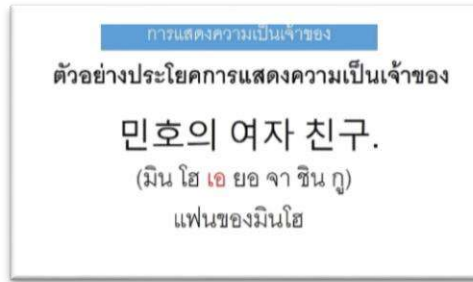 การแสดงความเป็นเจ้าของ
ตัวอย่างประโยคการแสดงความเป็นเจ้าของ
민호의 여자 친구.
(มิน โฮ เอ ยอ จา ชิน กู)
แฟนของมินโฮ